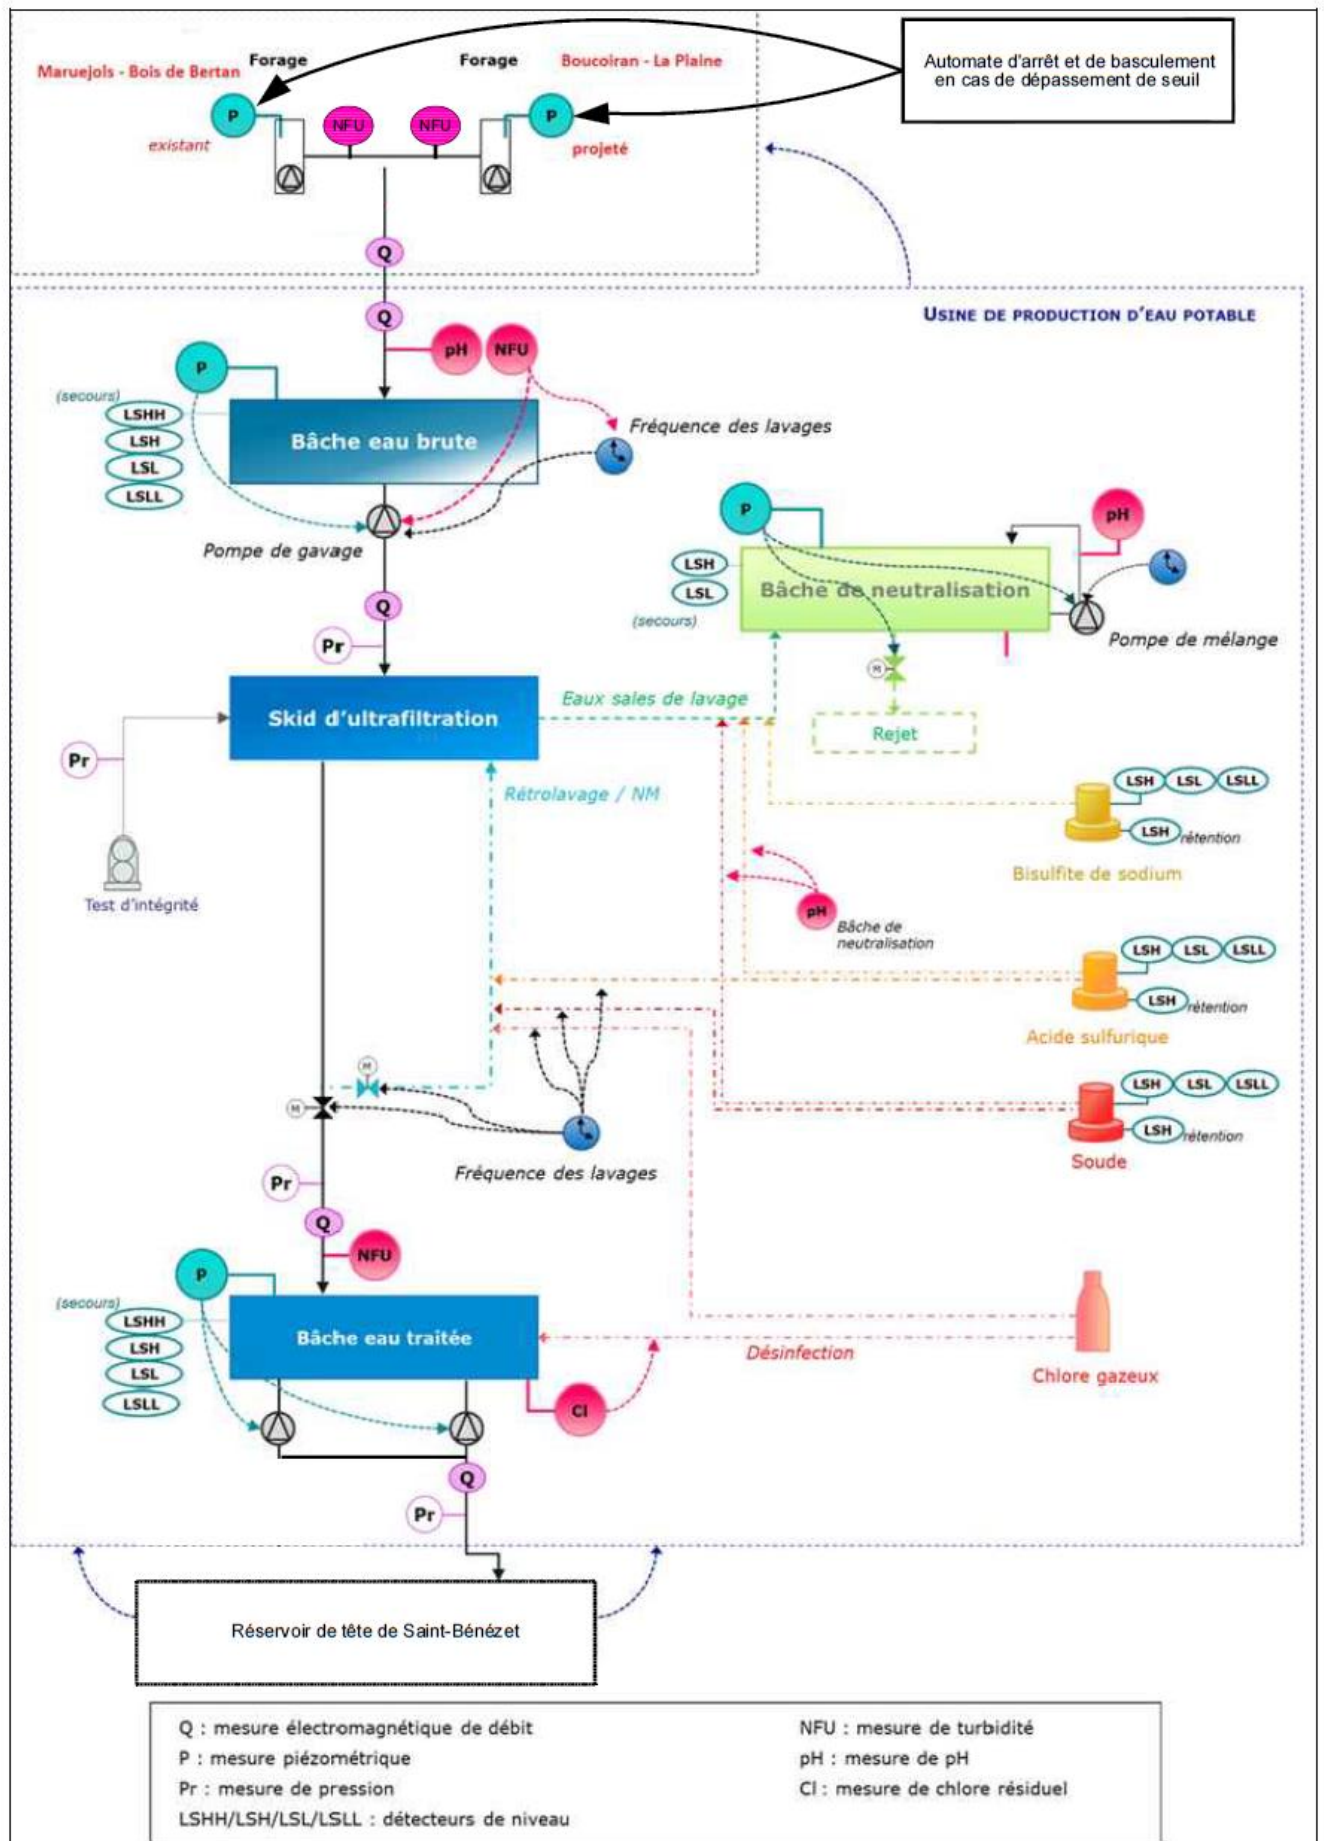 Maruejols - Bois de Bertan
Forage
Forage
Boucoiran - La Plaine
Automate d'arrêt et de basculement
en cas de dépassement de seuil
P
NFU
NFU
P
existant
projeté
Q
USINE DE PRODUCTION D'EAU POTABLE
Q
pH
NFU
P
(secours)
LSHH
LSH
LSL
LSLL
Bâche eau brute
Fréquence des lavages
Pompe de gavage
P
pH
LSH
LSL
(secours)
Bâche de neutralisation
Pompe de mélange
Q
Pr
M
Skid d'ultrafiltration
Eaux sales de lavage
Rejet
Pr
Rétrolavage / NM
LSH
LSL
LSLL
LSH
rétention
Bisulfite de sodium
Test d'intégrité
pH
Bâche de
neutralisation
LSH
LSL
LSLL
LSH
rétention
Acide sulfurique
M
M
LSH
LSL
LSLL
LSH
rétention
Soude
Fréquence des lavages
Pr
Q
NFU
P
(secours)
LSHH
LSH
LSL
LSLL
Bâche eau traitée
Désinfection
Chlore gazeux
Cl
Q
Pr
Réservoir de tête de Saint-Bénézet
Q : mesure électromagnétique de débit
P : mesure piézométrique
Pr : mesure de pression
LSHH/LSH/LSL/LSLL : détecteurs de niveau
NFU : mesure de turbidité
pH : mesure de pH
Cl : mesure de chlore résiduel